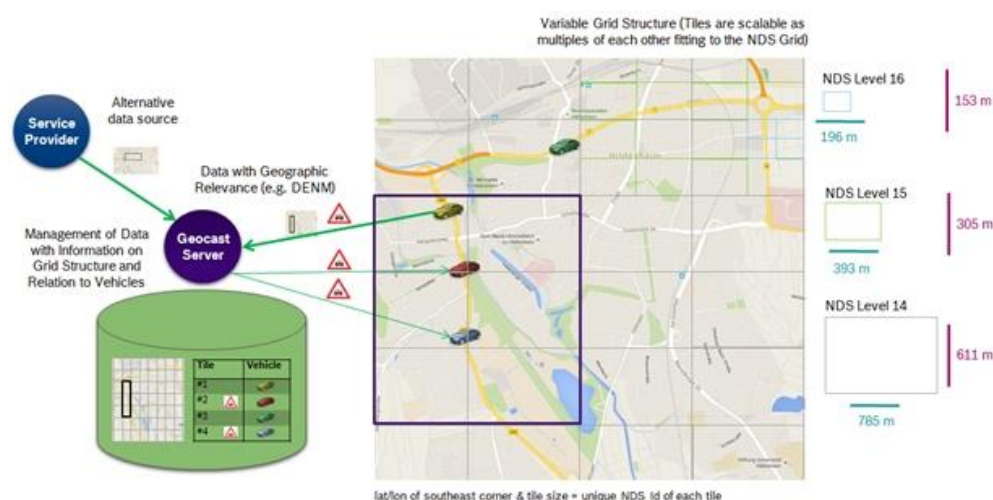 Variable Grid Structure (Tiles are scalable as
multiples of each other fitting to the NDS Grid)
Service
Provider
Alternative
data source
Data with Geographic
Relevance (e.g. DENM)
Geocast
Server
Management of Data
with Information on
Grid Structure and
Relation to Vehicles
Tile Vehicle
#1
#2
#3
#4
NDS Level 16
153 m
196 m
NDS Level 15
305 m
393 m
NDS Level 14
611 m
785 m
lat/lon of southeast corner & tile size = unique NDS Id of each tile